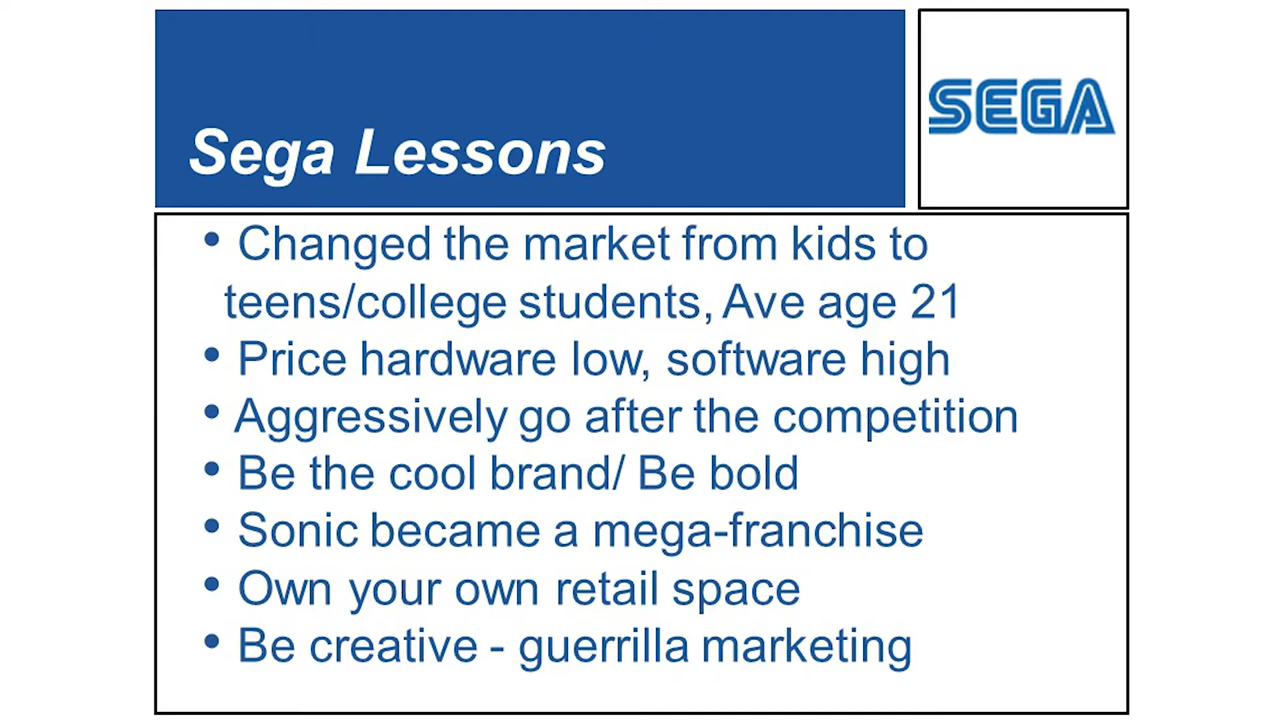 Sega Lessons
SEGA
• Changed the market from kids to
teens/college students, Ave age 21
• Price hardware low, software high
• Aggressively go after the competition
• Be the cool brand/ Be bold
• Sonic became a mega-franchise
• Own your own retail space
• Be creative - guerrilla marketing